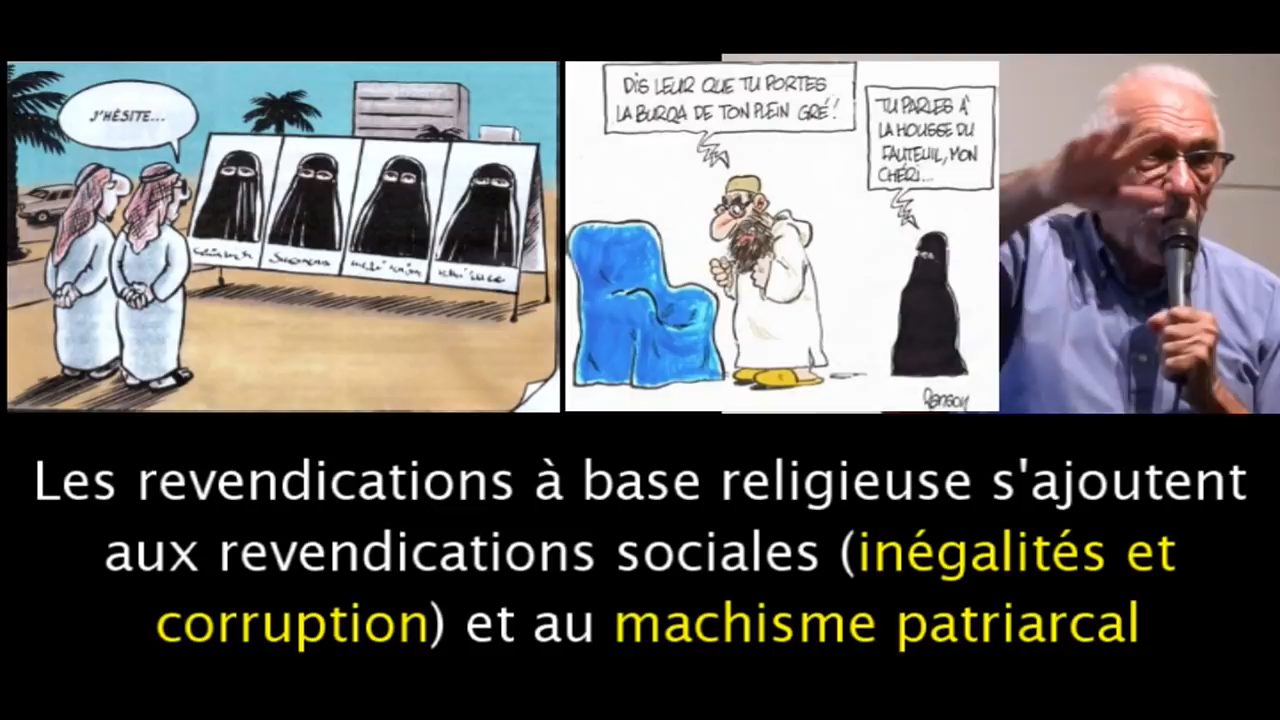 J'HÉSITE...
DIS LEUR QUE TU PORTES
LA BURQA DE TON PLEIN GRÉ!
TU PARLES À
LA HOUSSE DU
FAUTEUIL, MON
CHÉRI...
Les revendications à base religieuse s'ajoutent
aux revendications sociales (inégalités et
corruption) et au machisme patriarcal